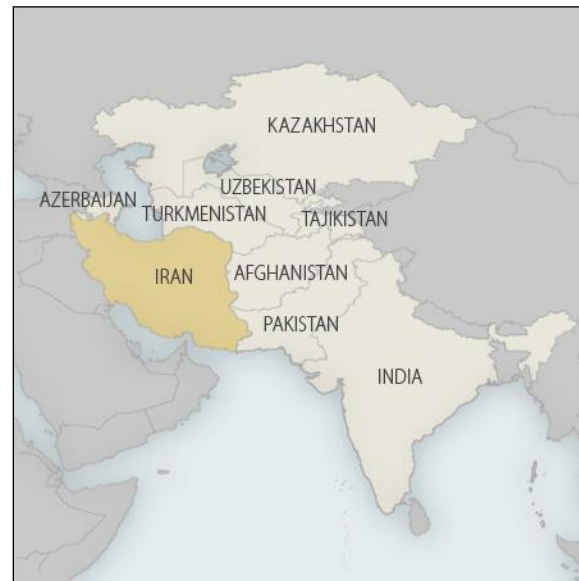 KAZAKHSTAN
UZBEKISTAN
AZERBAIJAN
TURKMENISTAN
TAJIKISTAN
IRAN
AFGHANISTAN
PAKISTAN
INDIA